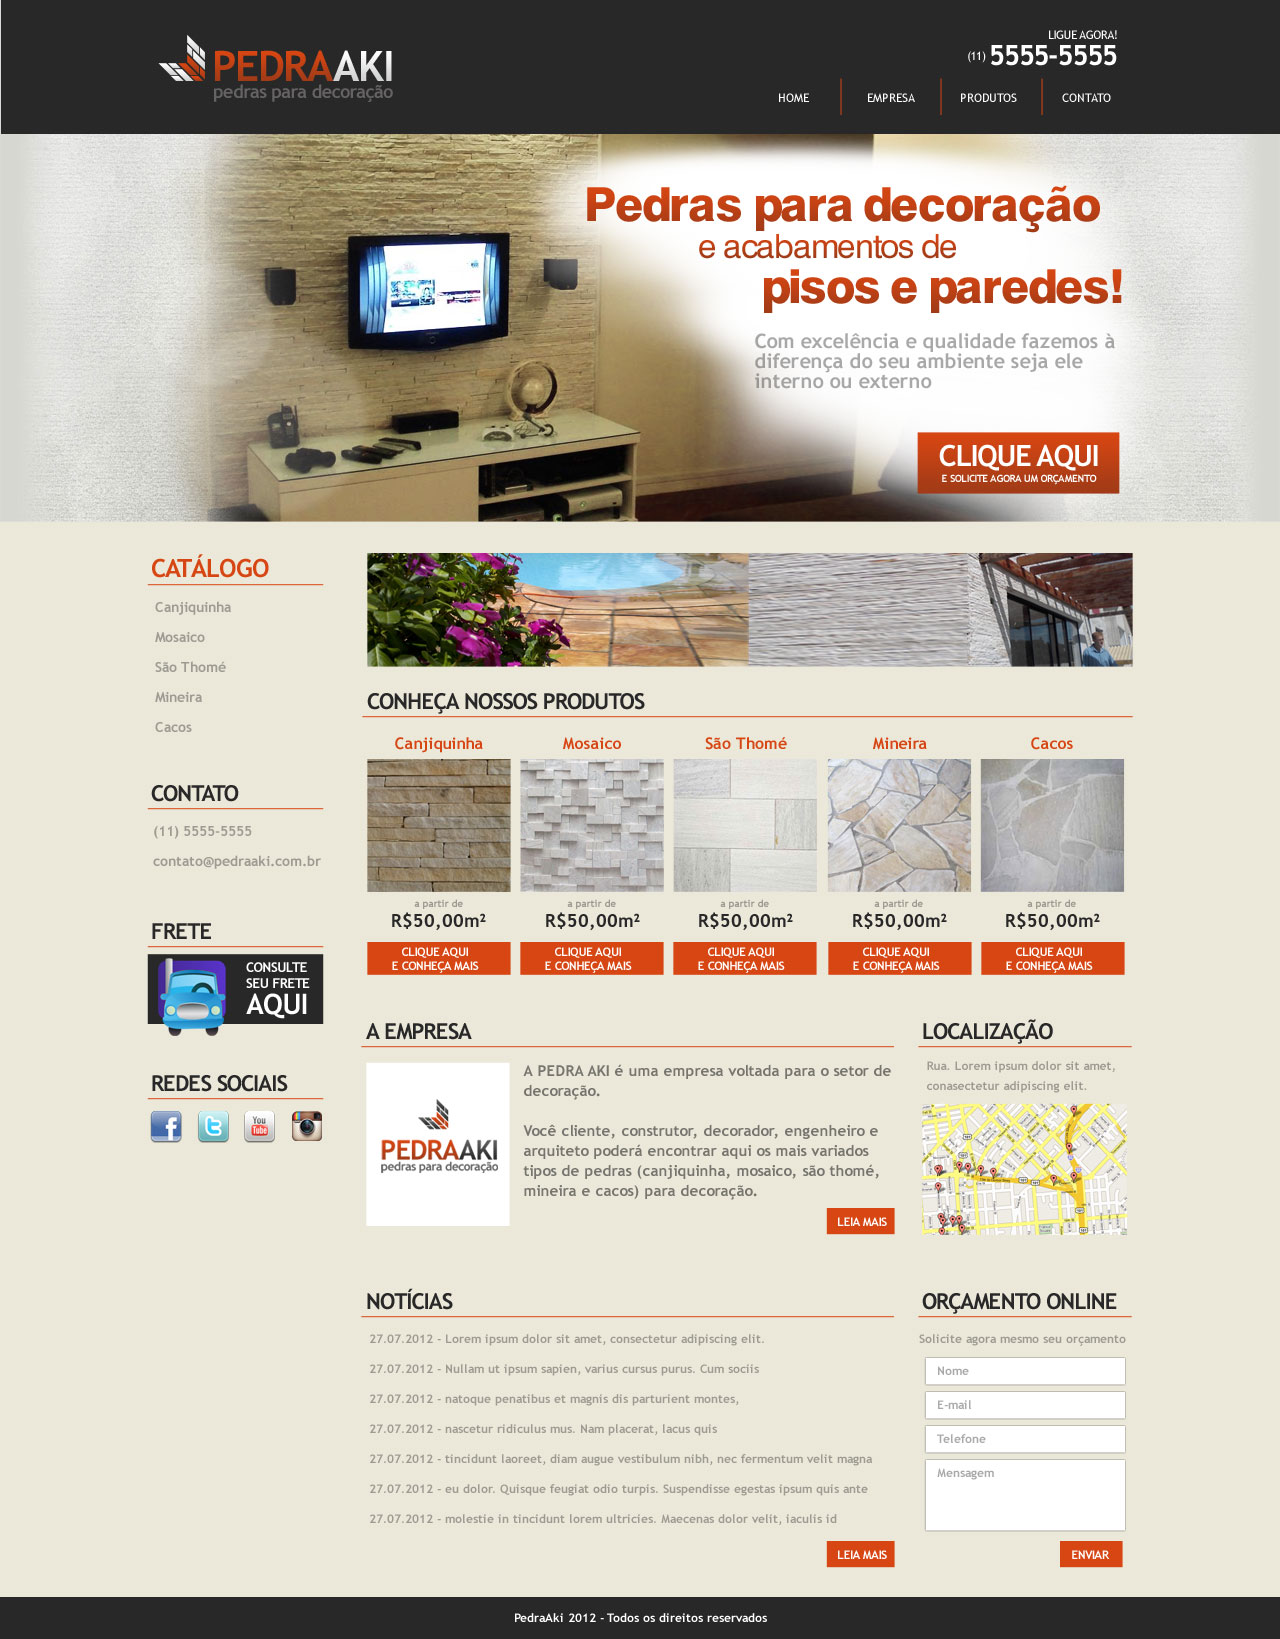 PEDRAAKI
pedras para decoração
LIGUE AGORA!
(11) 5555-5555
HOME
EMPRESA
PRODUTOS
CONTATO
Pedras para decoração
e acabamentos de
pisos e paredes!
Com excelência e qualidade fazemos à
diferença do seu ambiente seja ele
interno ou externo
CLIQUE AQUI
E SOLICITE AGORA UM ORÇAMENTO
CATÁLOGO
Canjiquinha
Mosaico
São Thomé
Mineira
Cacos
CONTATO
(11) 5555-5555
contato@pedraaki.com.br
FRETE
CONSULTE
SEU FRETE
AQUI
REDES SOCIAIS
You
Tube
CONHEÇA NOSSOS PRODUTOS
Canjiquinha
a partir de
R$50,00m²
CLIQUE AQUI
E CONHEÇA MAIS
Mosaico
a partir de
R$50,00m²
CLIQUE AQUI
E CONHEÇA MAIS
São Thomé
a partir de
R$50,00m²
CLIQUE AQUI
E CONHEÇA MAIS
Mineira
a partir de
R$50,00m²
CLIQUE AQUI
E CONHEÇA MAIS
Cacos
a partir de
R$50,00m²
CLIQUE AQUI
E CONHEÇA MAIS
A EMPRESA
PEDRAAKI
pedras para decoração
A PEDRA AKI é uma empresa voltada para o setor de
decoração.
Você cliente, construtor, decorador, engenheiro e
arquiteto poderá encontrar aqui os mais variados
tipos de pedras (canjiquinha, mosaico, são thomé,
mineira e cacos) para decoração.
LEIA MAIS
LOCALIZAÇÃO
Rua. Lorem ipsum dolor sit amet,
conasectetur adipiscing elit.
NOTÍCIAS
27.07.2012 - Lorem ipsum dolor sit amet, consectetur adipiscing elit.
27.07.2012 - Nullam ut ipsum sapien, varius cursus purus. Cum sociis
27.07.2012 - natoque penatibus et magnis dis parturient montes,
27.07.2012 - nascetur ridiculus mus. Nam placerat, lacus quis
27.07.2012 - tincidunt laoreet, diam augue vestibulum nibh, nec fermentum velit magna
27.07.2012 - eu dolor. Quisque feugiat odio turpis. Suspendisse egestas ipsum quis ante
27.07.2012 - molestie in tincidunt lorem ultricies. Maecenas dolor velit, iaculis id
LEIA MAIS
ORÇAMENTO ONLINE
Solicite agora mesmo seu orçamento
Nome
E-mail
Telefone
Mensagem
ENVIAR
PedraAki 2012 - Todos os direitos reservados